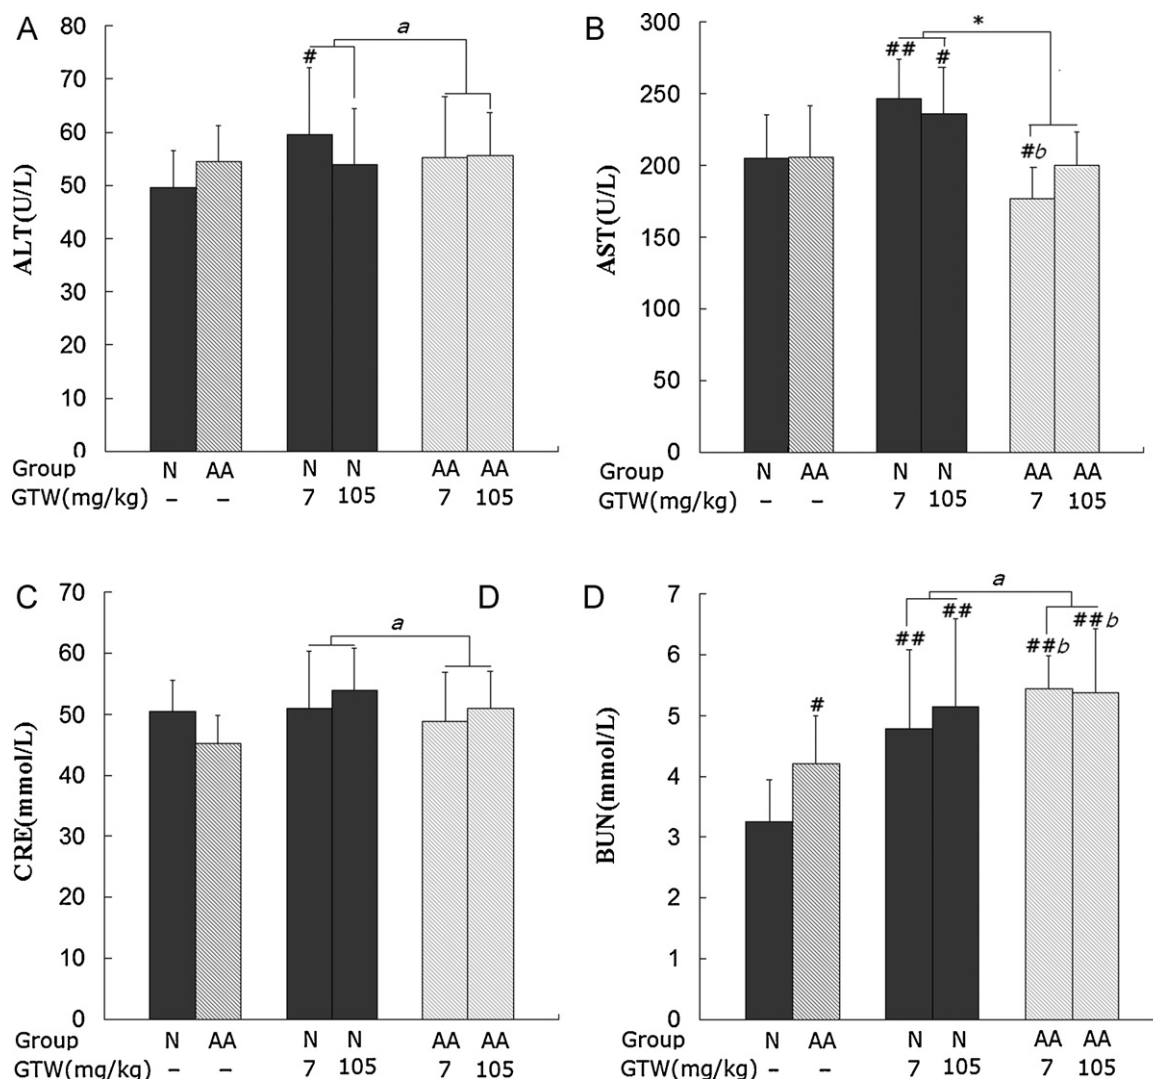 A
80
70
60
50
40
30
20
10
0
ALT(U/L)
#
a
Group N AA N N AA AA
GTW(mg/kg) – – 7 105 7 105
B
300
250
200
150
100
50
0
AST(U/L)
##
#
*
#b
Group N AA N N AA AA
GTW(mg/kg) – – 7 105 7 105
C
70
60
50
40
30
20
10
0
CRE(mmol/L)
a
Group N AA N N AA AA
GTW(mg/kg) – – 7 105 7 105
D
D
7
6
5
4
3
2
1
0
BUN(mmol/L)
#
##
##
a
##b
##b
Group N AA N N AA AA
GTW(mg/kg) – – 7 105 7 105